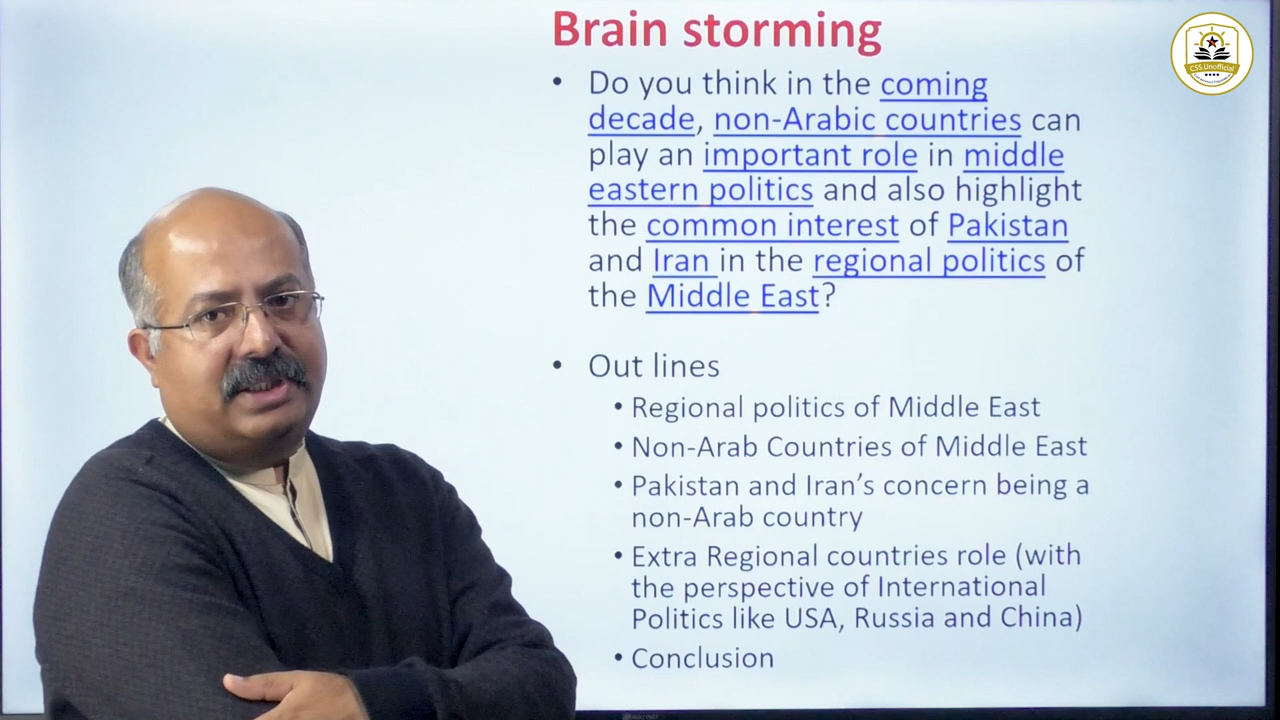 Brain storming
• Do you think in the coming
decade, non-Arabic countries can
play an important role in middle
eastern politics and also highlight
the common interest of Pakistan
and Iran in the regional politics of
the Middle East?
• Out lines
• Regional politics of Middle East
• Non-Arab Countries of Middle East
• Pakistan and Iran’s concern being a
non-Arab country
• Extra Regional countries role (with
the perspective of International
Politics like USA, Russia and China)
• Conclusion
CSS.Unofficial